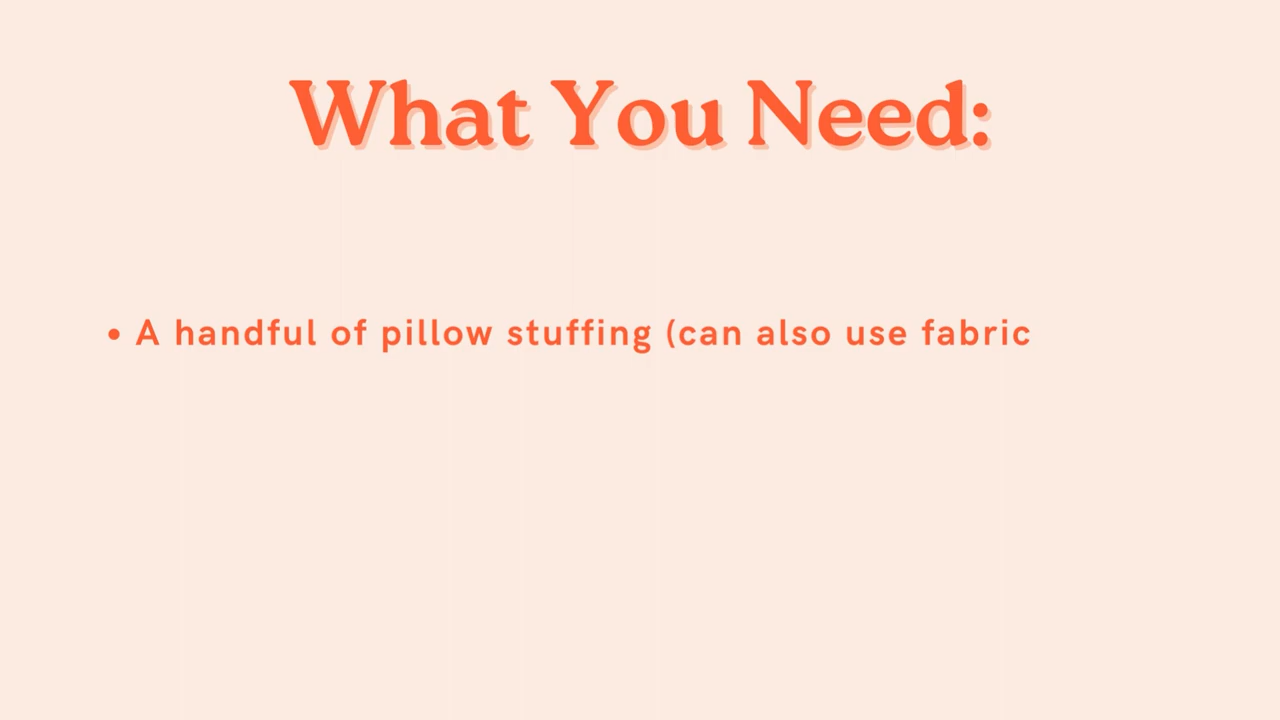 What You Need:
• A handful of pillow stuffing (can also use fabric